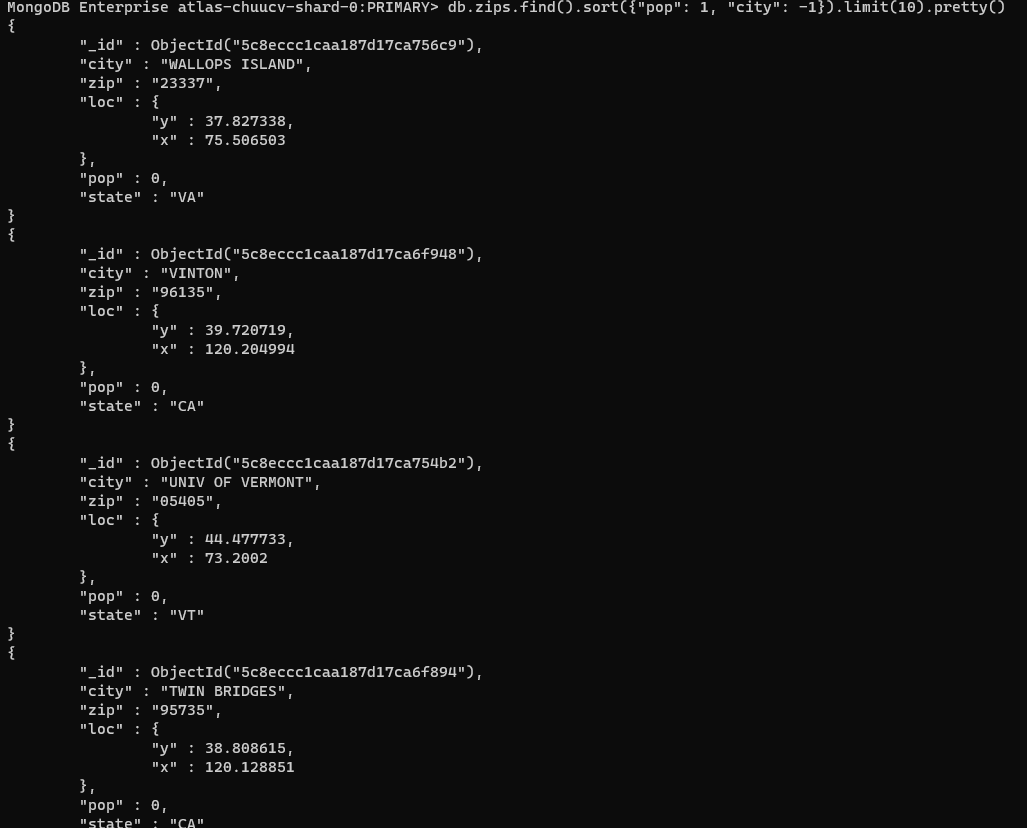 MongoDB Enterprise atlas-chuucv-shard-0:PRIMARY> db.zips.find().sort({"pop": 1, "city": -1}).limit(10).pretty()
{
        "_id" : ObjectId("5c8eccc1caa187d17ca756c9"),
        "city" : "WALLOPS ISLAND",
        "zip" : "23337",
        "loc" : {
                "y" : 37.827338,
                "x" : 75.506503
        },
        "pop" : 0,
        "state" : "VA"
}
{
        "_id" : ObjectId("5c8eccc1caa187d17ca6f948"),
        "city" : "VINTON",
        "zip" : "96135",
        "loc" : {
                "y" : 39.720719,
                "x" : 120.204994
        },
        "pop" : 0,
        "state" : "CA"
}
{
        "_id" : ObjectId("5c8eccc1caa187d17ca754b2"),
        "city" : "UNIV OF VERMONT",
        "zip" : "05405",
        "loc" : {
                "y" : 44.477733,
                "x" : 73.2002
        },
        "pop" : 0,
        "state" : "VT"
}
{
        "_id" : ObjectId("5c8eccc1caa187d17ca6f894"),
        "city" : "TWIN BRIDGES",
        "zip" : "95735",
        "loc" : {
                "y" : 38.808615,
                "x" : 120.128851
        },
        "pop" : 0,
        "state" : "CA"